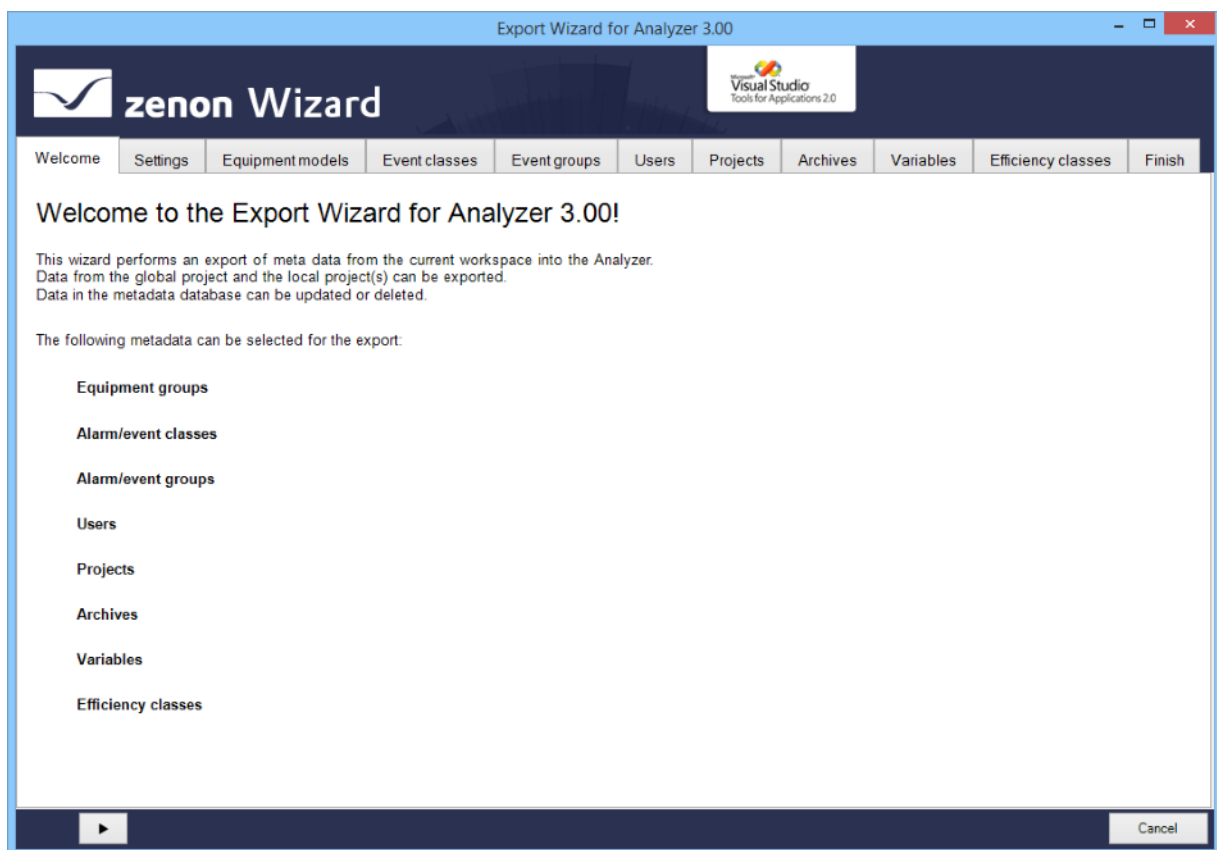 Export Wizard for Analyzer 3.00
zenon Wizard
Microsoft
Visual Studio
Tools for Applications 2.0
Welcome
Settings
Equipment models
Event classes
Event groups
Users
Projects
Archives
Variables
Efficiency classes
Finish
Welcome to the Export Wizard for Analyzer 3.00!
This wizard performs an export of meta data from the current workspace into the Analyzer.
Data from the global project and the local project(s) can be exported.
Data in the metadata database can be updated or deleted.
The following metadata can be selected for the export:
Equipment groups
Alarm/event classes
Alarm/event groups
Users
Projects
Archives
Variables
Efficiency classes
Cancel